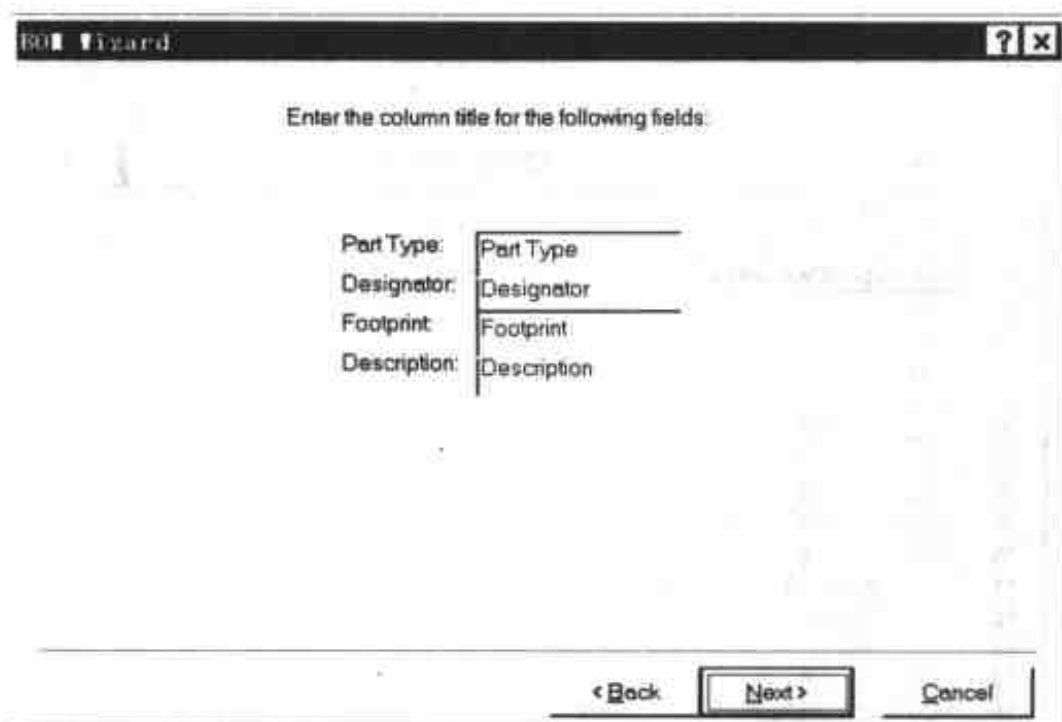 BOM Wizard
? ×
Enter the column title for the following fields:
Part Type: Part Type
Designator: Designator
Footprint: Footprint
Description: Description
< Back Next > Cancel